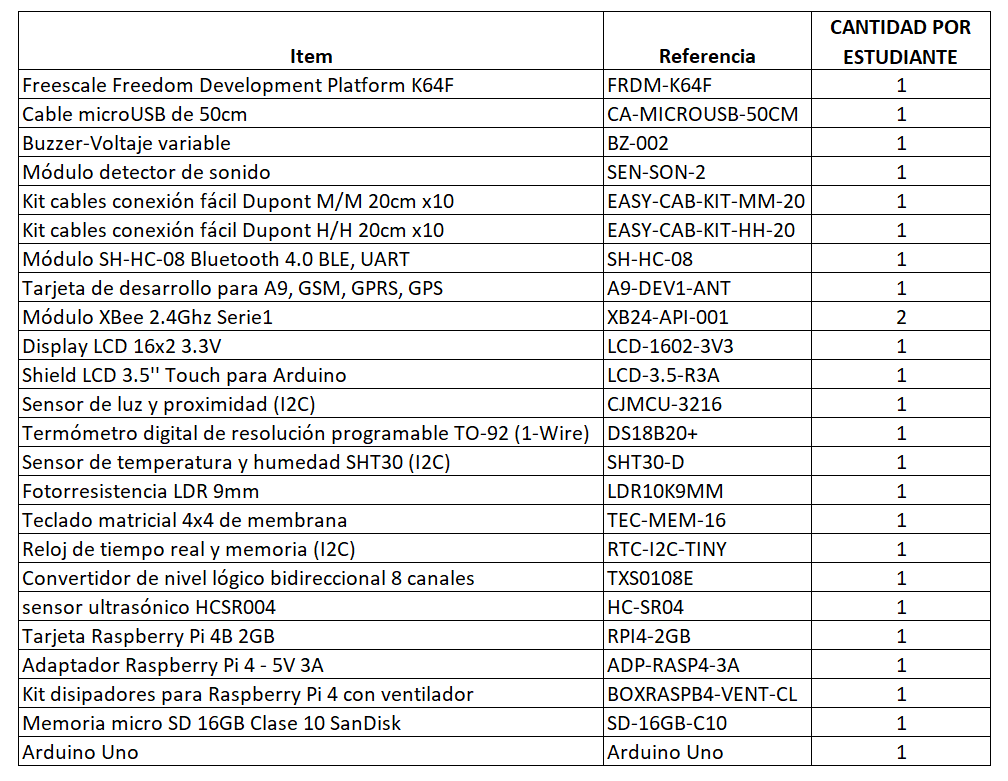 Item Referencia CANTIDAD POR ESTUDIANTE
Freescale Freedom Development Platform K64F FRDM-K64F 1
Cable microUSB de 50cm CA-MICROUSB-50CM 1
Buzzer-Voltaje variable BZ-002 1
Módulo detector de sonido SEN-SON-2 1
Kit cables conexión fácil Dupont M/M 20cm x10 EASY-CAB-KIT-MM-20 1
Kit cables conexión fácil Dupont H/H 20cm x10 EASY-CAB-KIT-HH-20 1
Módulo SH-HC-08 Bluetooth 4.0 BLE, UART SH-HC-08 1
Tarjeta de desarrollo para A9, GSM, GPRS, GPS A9-DEV1-ANT 1
Módulo XBee 2.4Ghz Serie1 XB24-API-001 2
Display LCD 16x2 3.3V LCD-1602-3V3 1
Shield LCD 3.5'' Touch para Arduino LCD-3.5-R3A 1
Sensor de luz y proximidad (I2C) CJMCU-3216 1
Termómetro digital de resolución programable TO-92 (1-Wire) DS18B20+ 1
Sensor de temperatura y humedad SHT30 (I2C) SHT30-D 1
Fotorresistencia LDR 9mm LDR10K9MM 1
Teclado matricial 4x4 de membrana TEC-MEM-16 1
Reloj de tiempo real y memoria (I2C) RTC-I2C-TINY 1
Convertidor de nivel lógico bidireccional 8 canales TXS0108E 1
sensor ultrasónico HCSR004 HC-SR04 1
Tarjeta Raspberry Pi 4B 2GB RPI4-2GB 1
Adaptador Raspberry Pi 4 - 5V 3A ADP-RASP4-3A 1
Kit disipadores para Raspberry Pi 4 con ventilador BOXRASPB4-VENT-CL 1
Memoria micro SD 16GB Clase 10 SanDisk SD-16GB-C10 1
Arduino Uno Arduino Uno 1